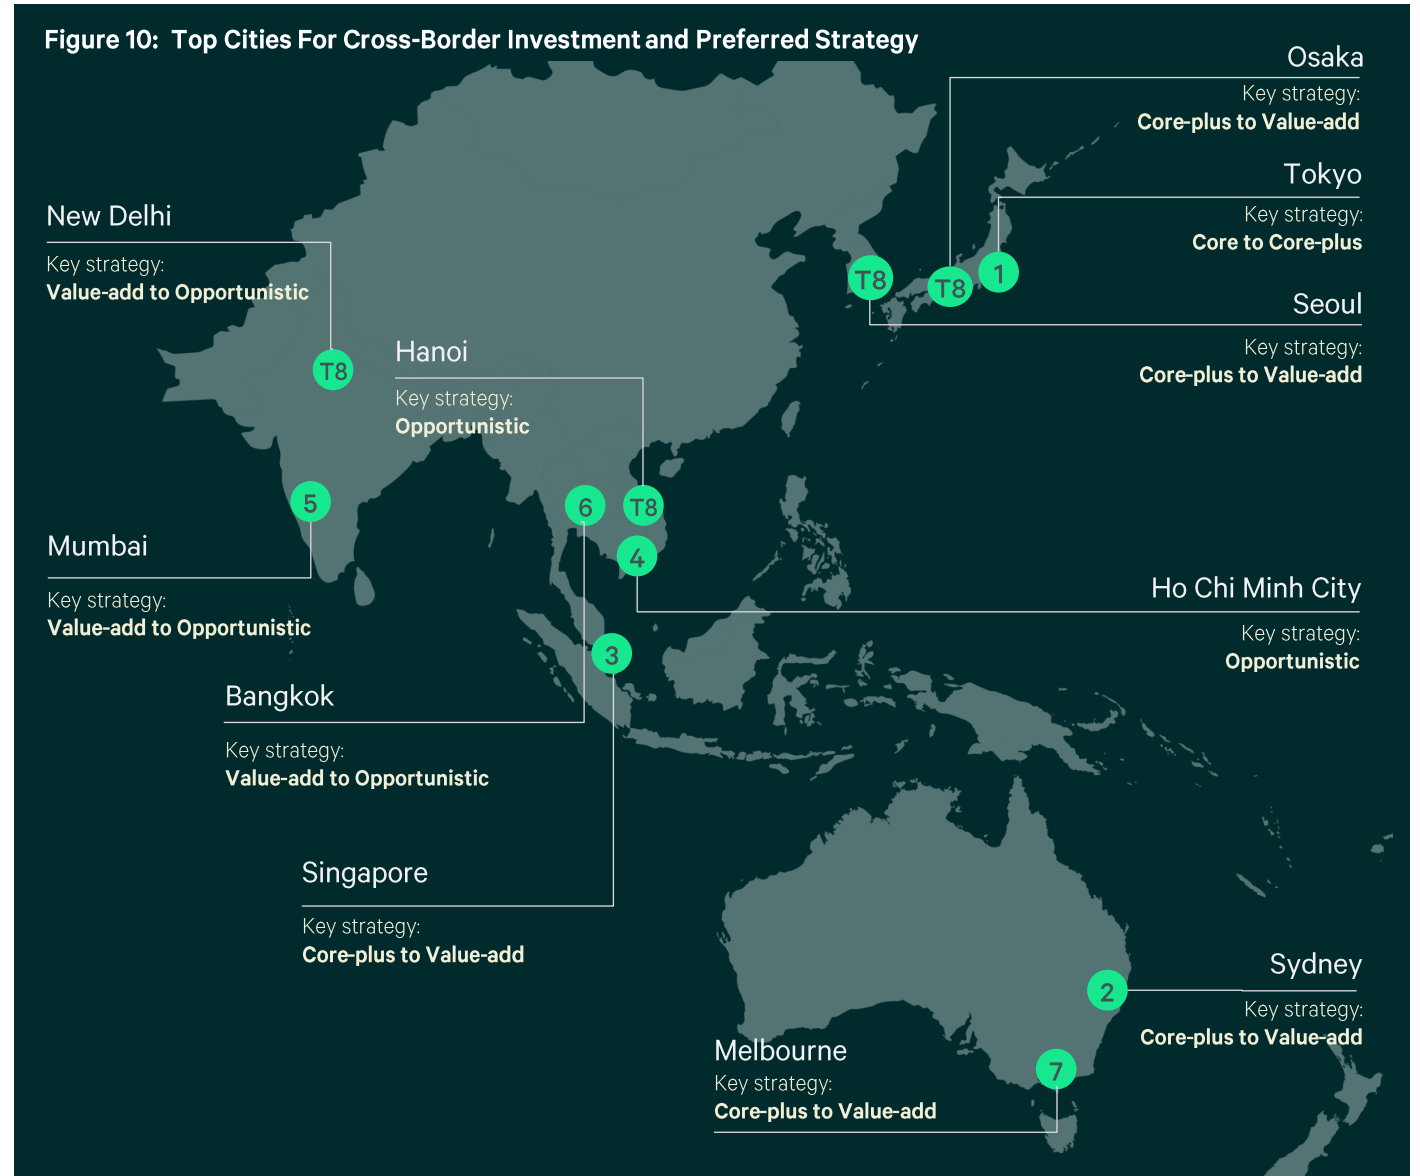 Figure 10: Top Cities For Cross-Border Investment and Preferred Strategy
Osaka
Key strategy:
Core-plus to Value-add
Tokyo
Key strategy:
Core to Core-plus
New Delhi
Key strategy:
Value-add to Opportunistic
T8
T8
1
Seoul
Key strategy:
Core-plus to Value-add
T8
Hanoi
Key strategy:
Opportunistic
5
6
T8
4
Mumbai
Key strategy:
Value-add to Opportunistic
Ho Chi Minh City
Key strategy:
Opportunistic
3
Bangkok
Key strategy:
Value-add to Opportunistic
Singapore
Key strategy:
Core-plus to Value-add
2
Sydney
Key strategy:
Core-plus to Value-add
Melbourne
Key strategy:
Core-plus to Value-add
7